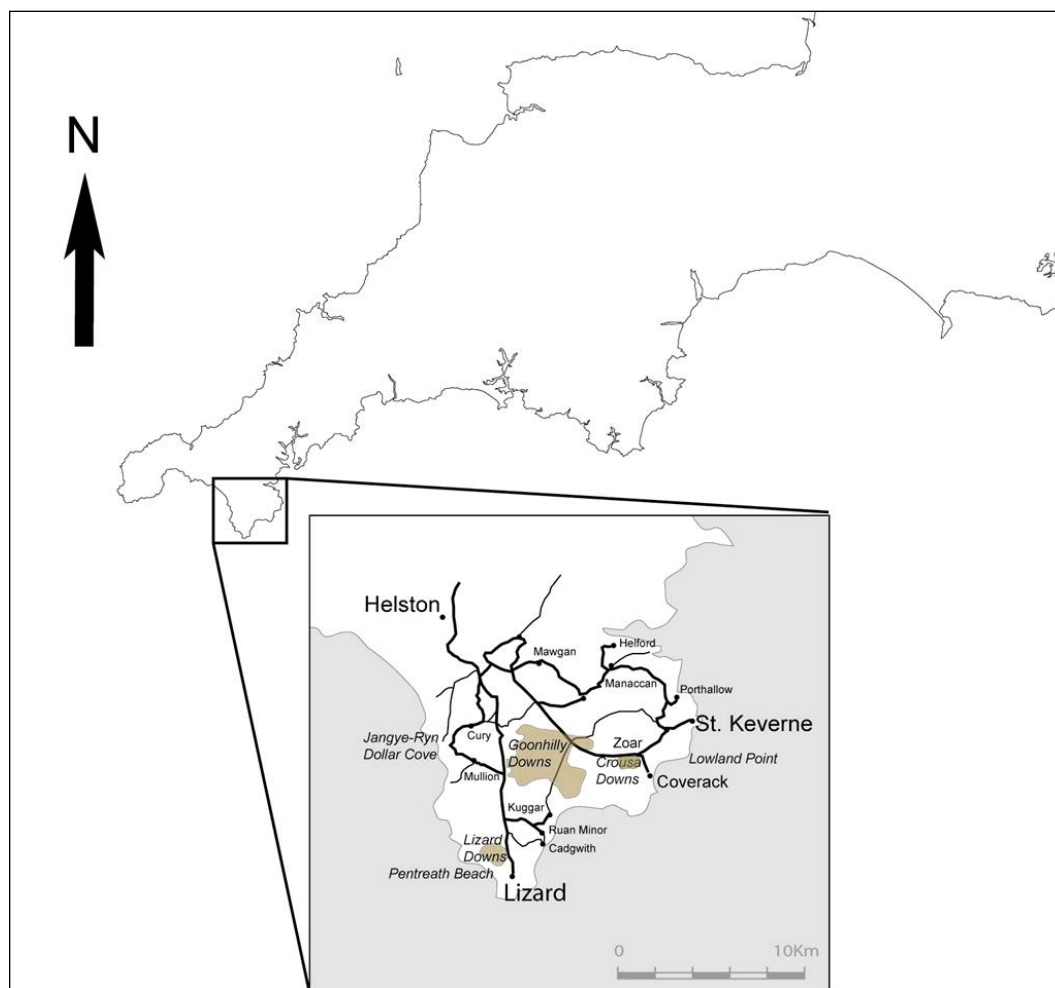 N
Helston
Helford
Mawgan
Manaccan
Porthallow
St. Keverne
Jangye-Ryn
Dollar Cove
Cury
Goonhilly
Downs
Zoar
Lowland Point
Crousa
Downs
Mullion
Coverack
Kuggar
Ruan Minor
Lizard
Downs
Cadgwith
Pentreath Beach
Lizard
0 10Km